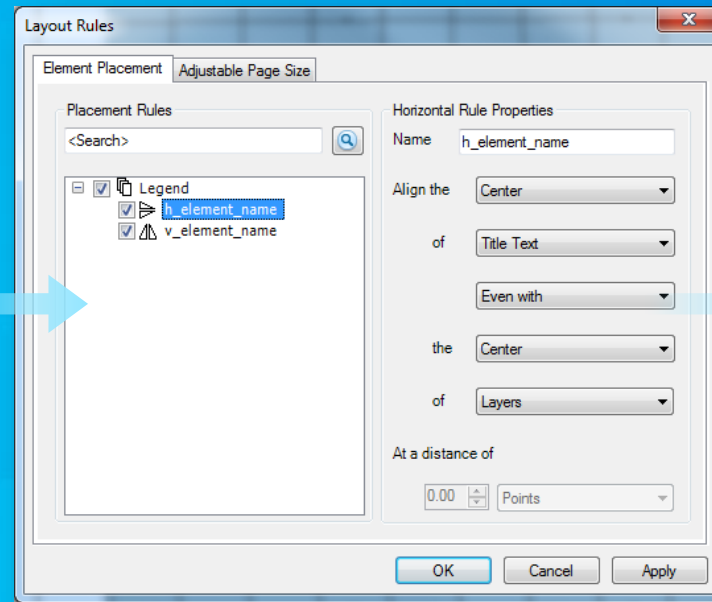 Layout Rules
Element Placement
Adjustable Page Size
Placement Rules
<Search>
Legend
h_element_name
v_element_name
Horizontal Rule Properties
Name h_element_name
Align the Center
of Title Text
Even with
the Center
of Layers
At a distance of
0.00 Points
OK Cancel Apply